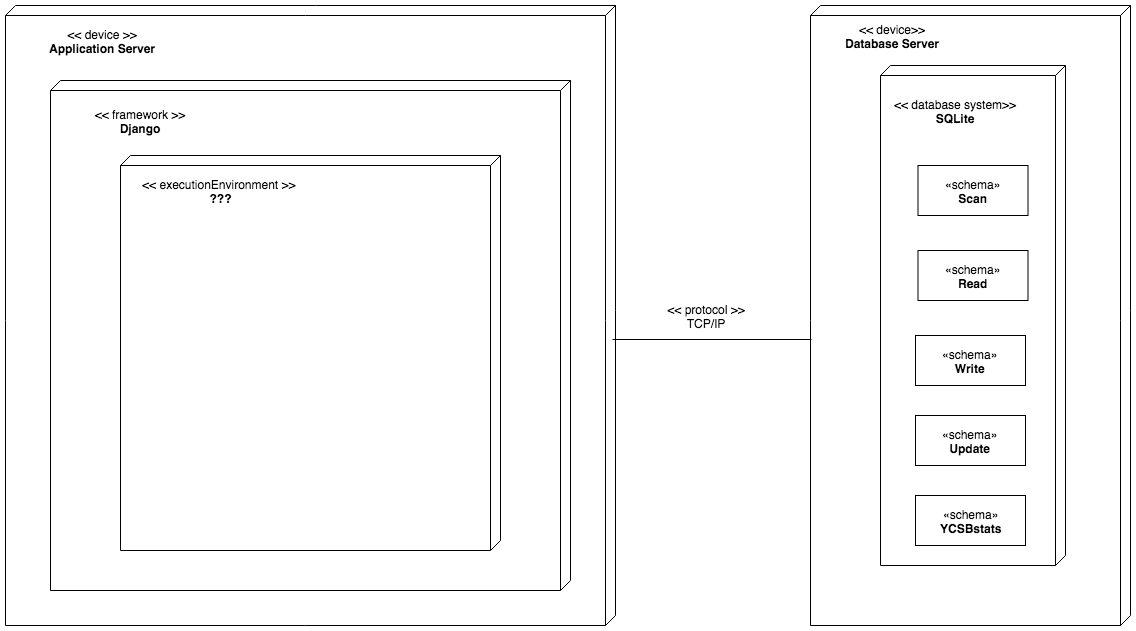 << device >>
Application Server
<< framework >>
Django
<< executionEnvironment >>
???
<< protocol >>
TCP/IP
<< device>>
Database Server
<< database system>>
SQLite
«schema»
Scan
«schema»
Read
«schema»
Write
«schema»
Update
«schema»
YCSBstats